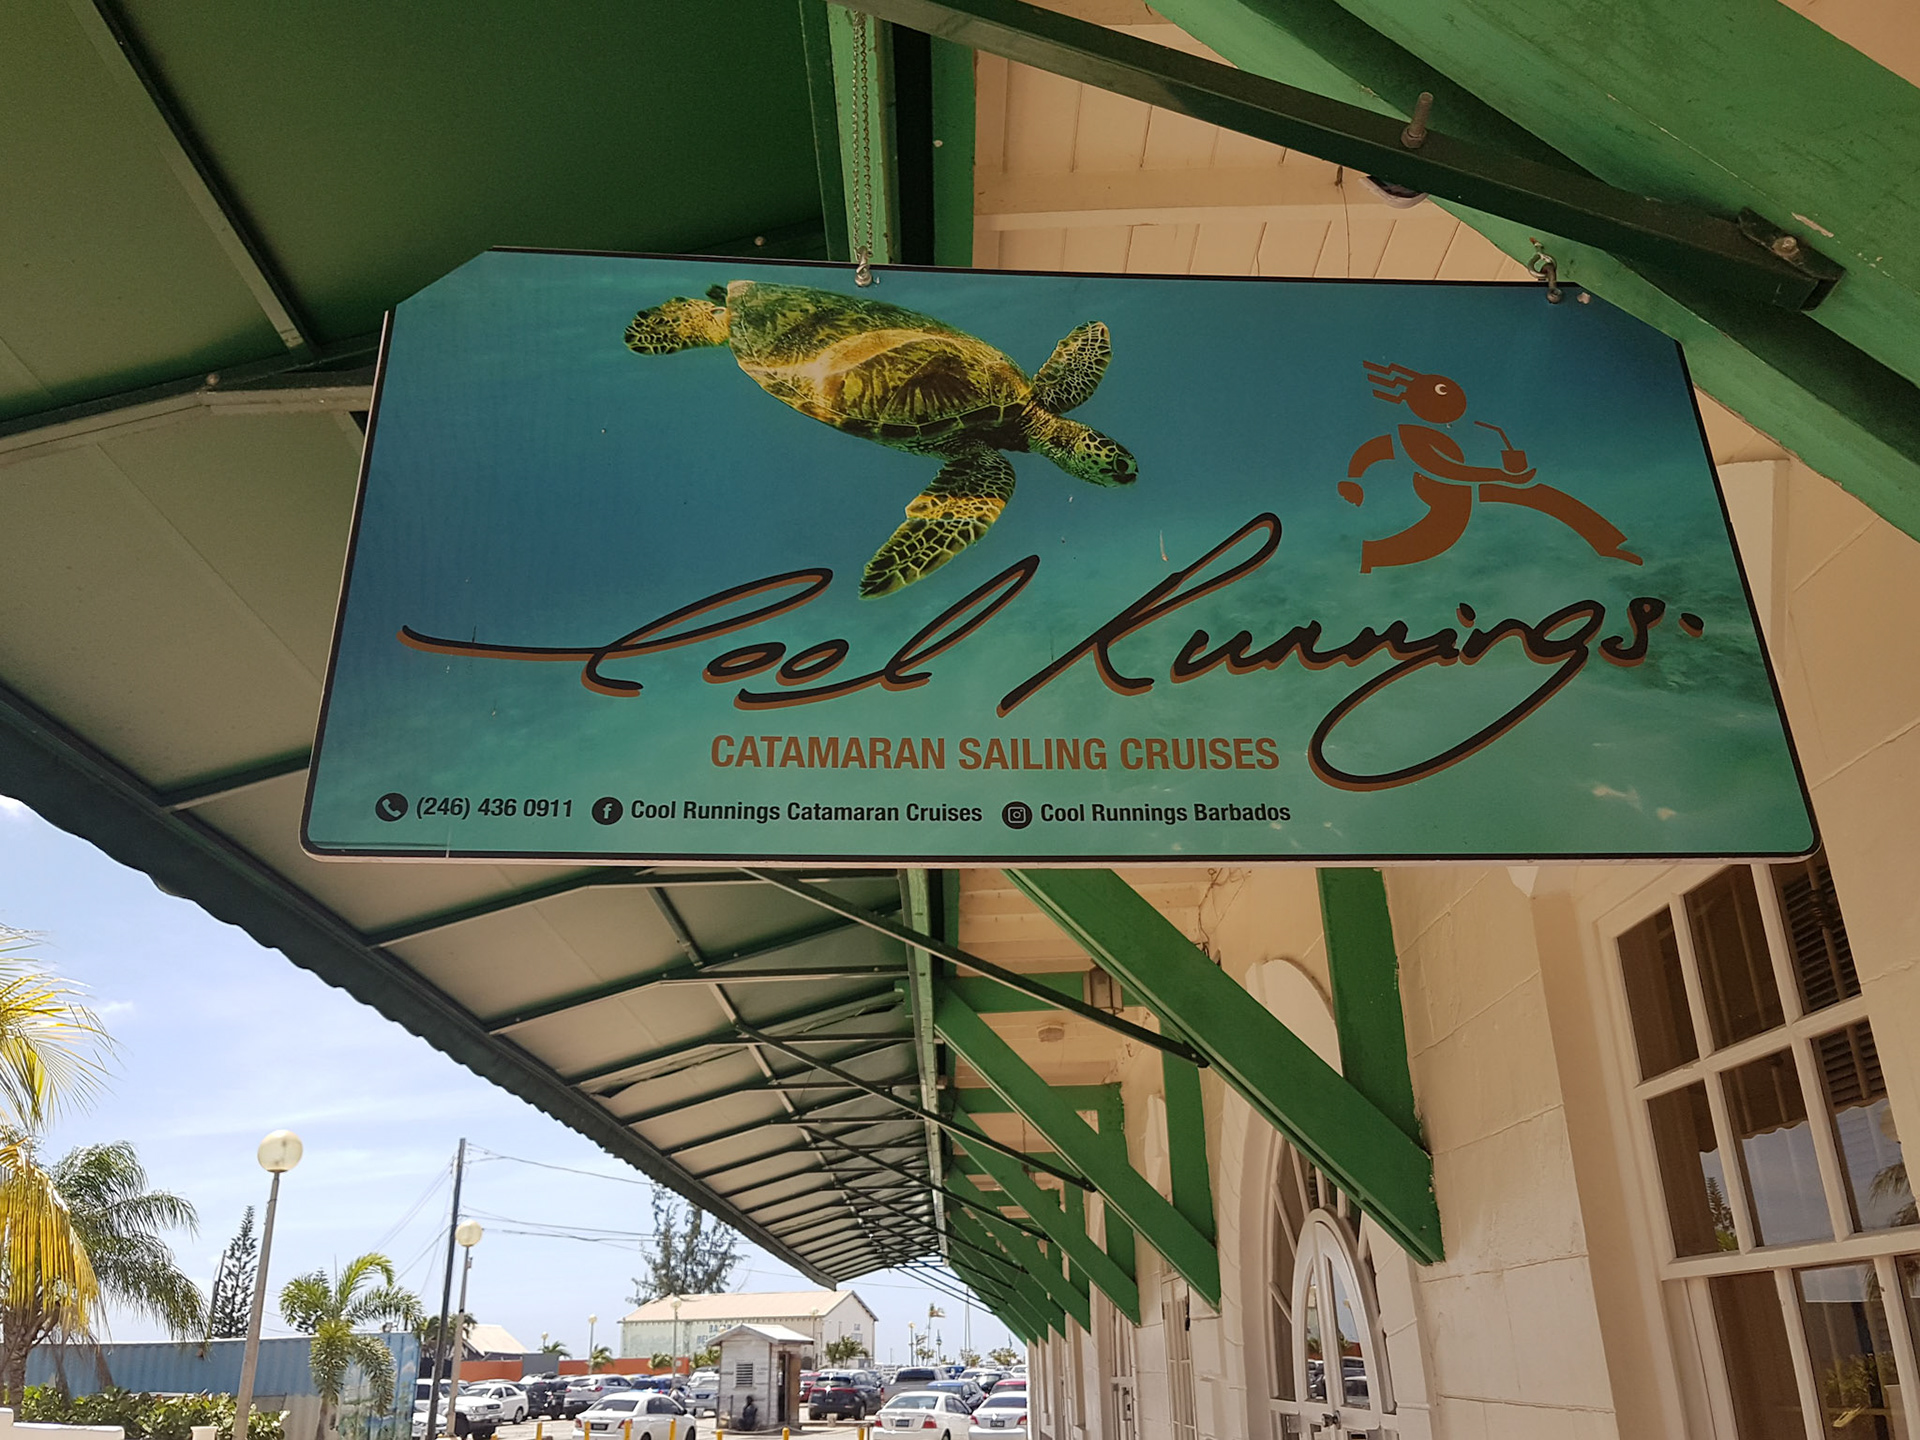 Cool Runnings
CATAMARAN SAILING CRUISES
(246) 436 0911 Cool Runnings Catamaran Cruises Cool Runnings Barbados